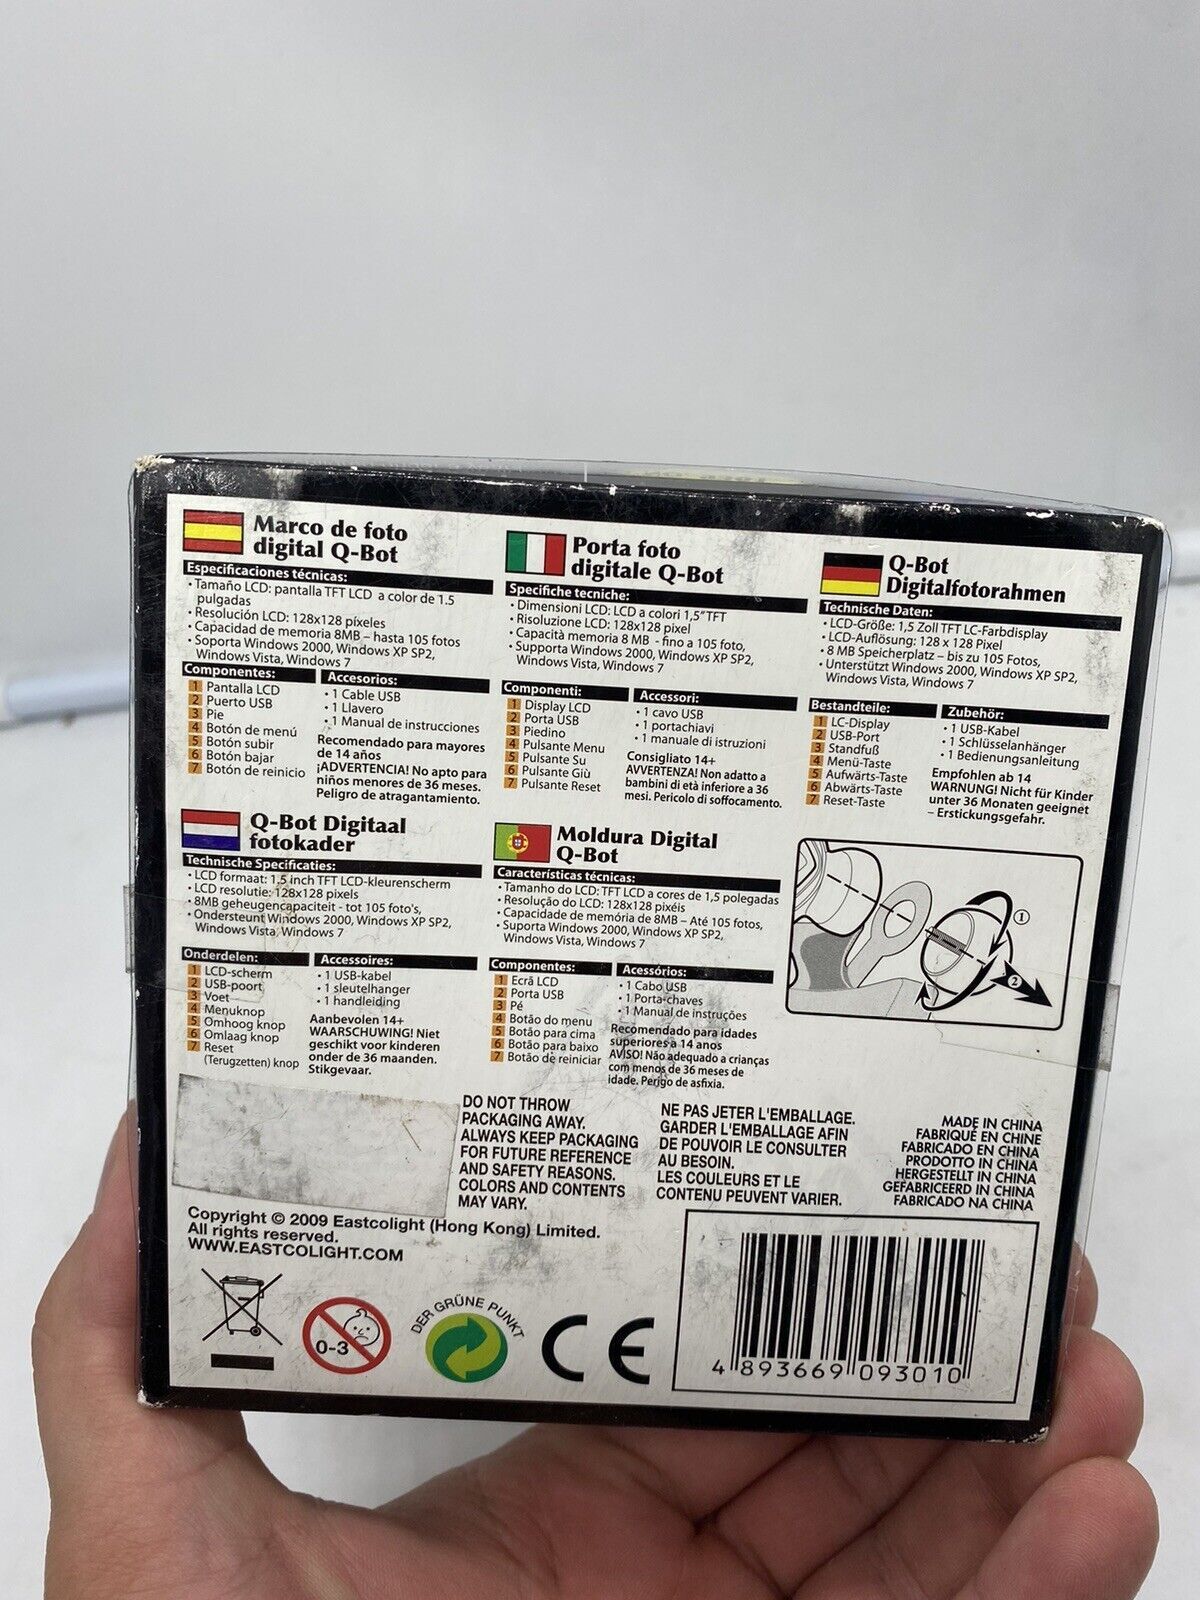 Marco de foto
digital Q-Bot
Especificaciones técnicas:
• Tamaño LCD: pantalla TFT LCD a color de 1.5
pulgadas
• Resolución LCD: 128x128 píxeles
• Capacidad de memoria 8MB – hasta 105 fotos
• Soporta Windows 2000, Windows XP SP2,
Windows Vista, Windows 7
Componentes:
1 Pantalla LCD
2 Puerto USB
3 Pie
4 Botón de menú
5 Botón subir
6 Botón bajar
7 Botón de reinicio
Accesorios:
• 1 Cable USB
• 1 Llavero
• 1 Manual de instrucciones
Recomendado para mayores
de 14 años
¡ADVERTENCIA! No apto para
niños menores de 36 meses.
Peligro de atragantamiento.
Porta foto
digitale Q-Bot
Specifiche tecniche:
• Dimensioni LCD: LCD a colori 1,5" TFT
• Risoluzione LCD: 128x128 pixel
• Capacità memoria 8 MB - fino a 105 foto,
• Supporta Windows 2000, Windows XP SP2,
Windows Vista, Windows 7
Componenti:
1 Display LCD
2 Porta USB
3 Piedino
4 Pulsante Menu
5 Pulsante Su
6 Pulsante Giù
7 Pulsante Reset
Accessori:
• 1 cavo USB
• 1 portachiavi
• 1 manuale di istruzioni
Consigliato 14+
AVVERTENZA! Non adatto a
bambini di età inferiore a 36
mesi. Pericolo di soffocamento.
Q-Bot
Digitalfotorahmen
Technische Daten:
• LCD-Größe: 1,5 Zoll TFT LC-Farbdisplay
• LCD-Auflösung: 128 x 128 Pixel
• 8 MB Speicherplatz – bis zu 105 Fotos,
• Unterstützt Windows 2000, Windows XP SP2,
Windows Vista, Windows 7
Bestandteile:
1 LC-Display
2 USB-Port
3 Standfuß
4 Menü-Taste
5 Aufwärts-Taste
6 Abwärts-Taste
7 Reset-Taste
Zubehör:
• 1 USB-Kabel
• 1 Schlüsselanhänger
• 1 Bedienungsanleitung
Empfohlen ab 14
WARNUNG! Nicht für Kinder
unter 36 Monaten geeignet
– Erstickungsgefahr.
Q-Bot Digitaal
fotokader
Technische Specificaties:
• LCD formaat: 1,5 inch TFT LCD-kleurenscherm
• LCD resolutie: 128x128 pixels
• 8MB geheugencapaciteit - tot 105 foto's,
• Ondersteunt Windows 2000, Windows XP SP2,
Windows Vista, Windows 7
Onderdelen:
1 LCD-scherm
2 USB-poort
3 Voet
4 Menuknop
5 Omhoog knop
6 Omlaag knop
7 Reset
(Terugzetten) knop
Accessoires:
• 1 USB-kabel
• 1 sleutelhanger
• 1 handleiding
Aanbevolen 14+
WAARSCHUWING! Niet
geschikt voor kinderen
onder de 36 maanden.
Stikgevaar.
Moldura Digital
Q-Bot
Características técnicas:
• Tamanho do LCD: TFT LCD a cores de 1,5 polegadas
• Resolução do LCD: 128x128 pixéis
• Capacidade de memória de 8MB – Até 105 fotos,
• Suporta Windows 2000, Windows XP SP2,
Windows Vista, Windows 7
Componentes:
1 Ecrã LCD
2 Porta USB
3 Pé
4 Botão do menu
5 Botão para cima
6 Botão para baixo
7 Botão de reiniciar
Acessórios:
• 1 Cabo USB
• 1 Porta-chaves
• 1 Manual de instruções
Recomendado para idades
superiores a 14 anos
AVISO! Não adequado a crianças
com menos de 36 meses de
idade. Perigo de asfixia.
1
2
DO NOT THROW
PACKAGING AWAY.
ALWAYS KEEP PACKAGING
FOR FUTURE REFERENCE
AND SAFETY REASONS.
COLORS AND CONTENTS
MAY VARY.
NE PAS JETER L'EMBALLAGE.
GARDER L'EMBALLAGE AFIN
DE POUVOIR LE CONSULTER
AU BESOIN.
LES COULEURS ET LE
CONTENU PEUVENT VARIER.
MADE IN CHINA
FABRIQUÉ EN CHINE
FABRICADO EN CHINA
PRODOTTO IN CHINA
HERGESTELLT IN CHINA
GEFABRICEERD IN CHINA
FABRICADO NA CHINA
Copyright © 2009 Eastcolight (Hong Kong) Limited.
All rights reserved.
WWW.EASTCOLIGHT.COM
0-3
DER GRÜNE PUNKT
CE
4 893669 093010